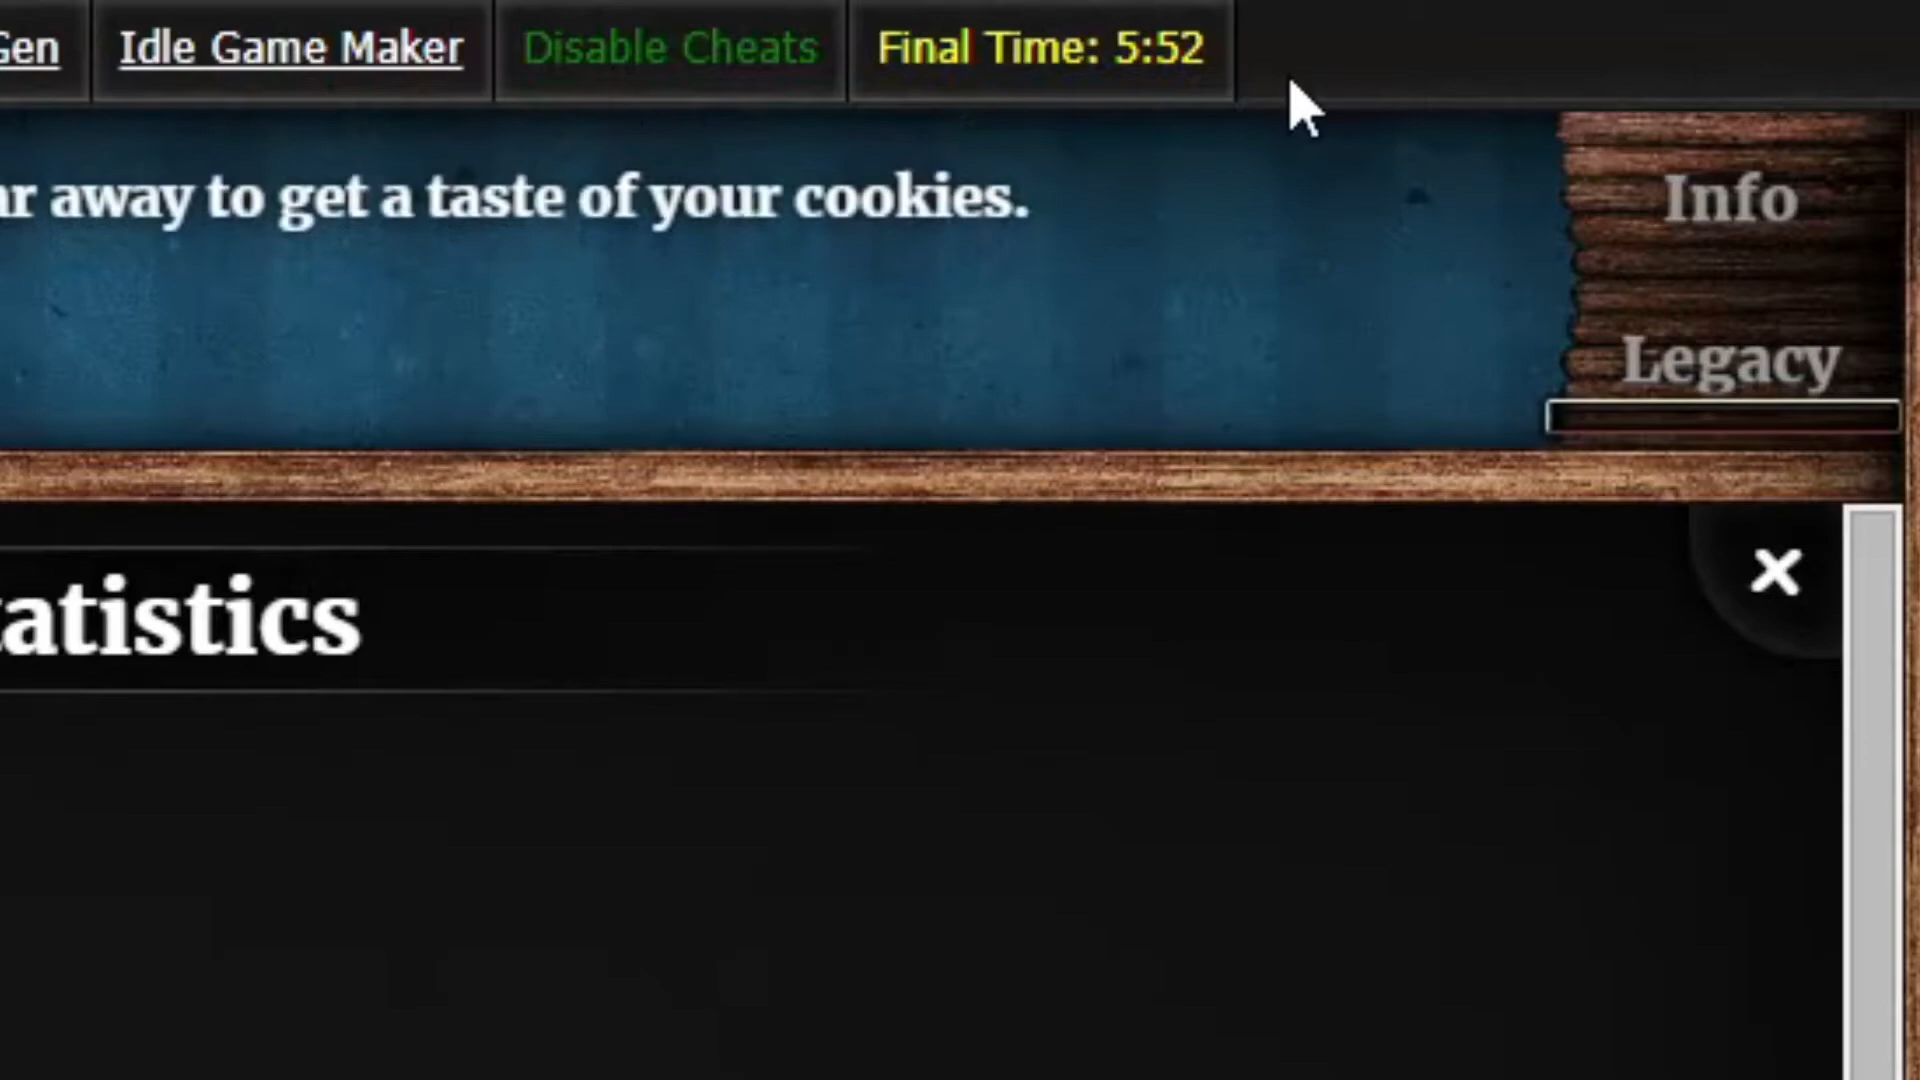 Gen Idle Game Maker Disable Cheats Final Time: 5:52
ar away to get a taste of your cookies.
Info
Legacy
atistics